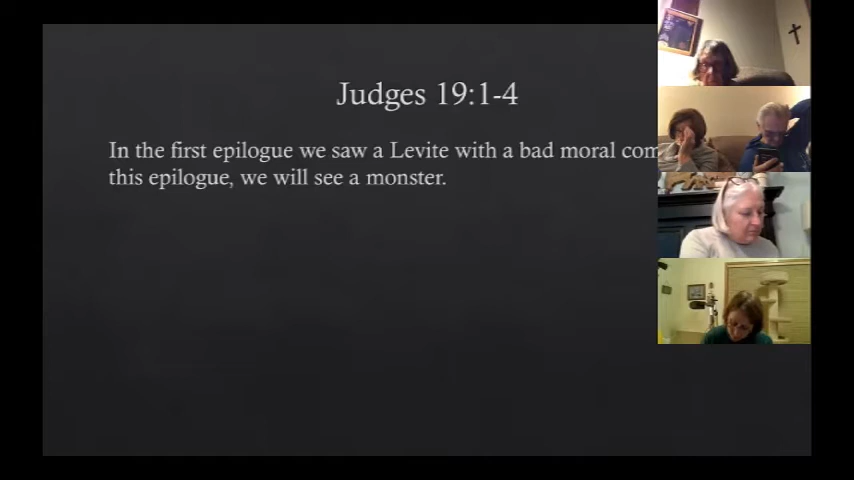 Judges 19:1-4
In the first epilogue we saw a Levite with a bad moral com
this epilogue, we will see a monster.